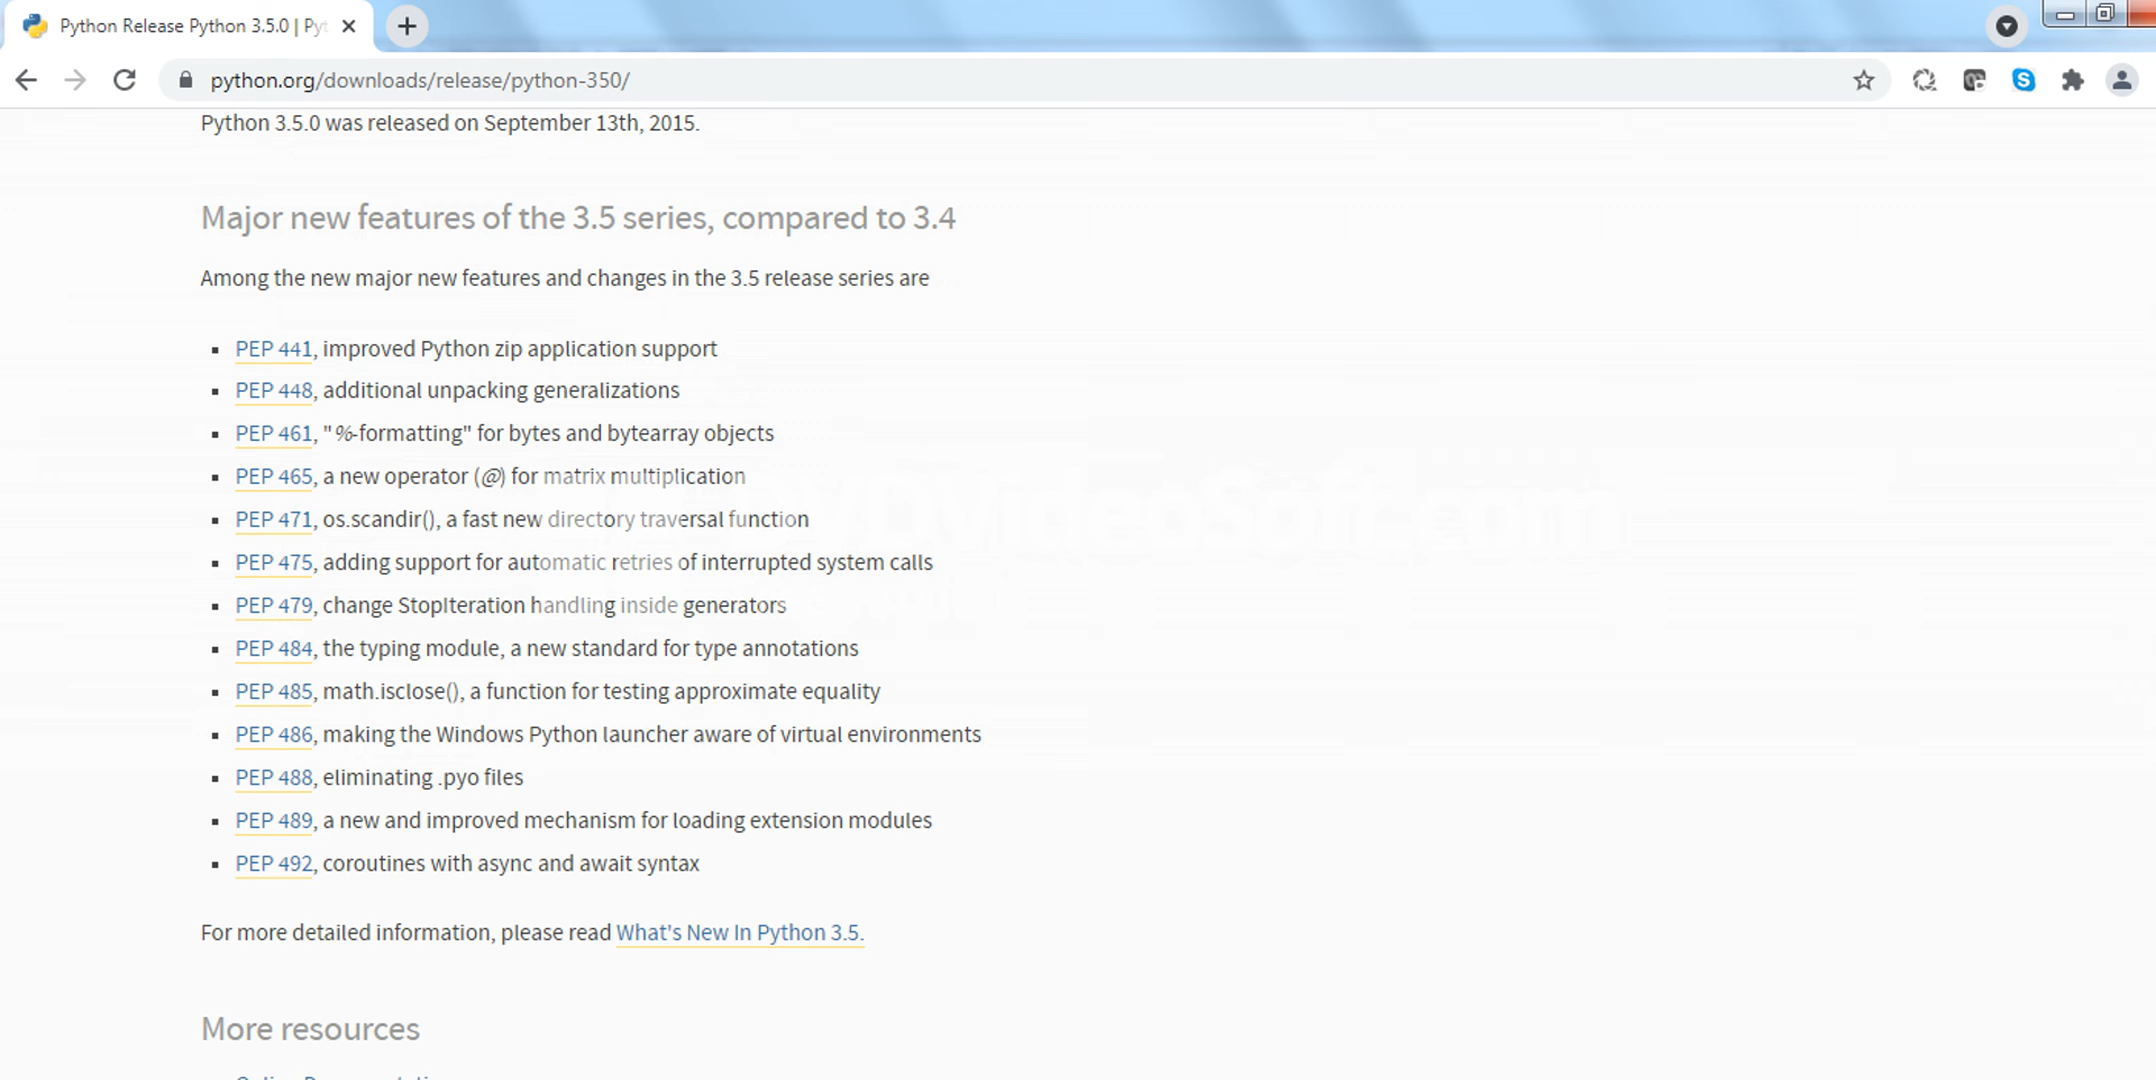 Python Release Python 3.5.0 | Pyt
python.org/downloads/release/python-350/
Python 3.5.0 was released on September 13th, 2015.
Major new features of the 3.5 series, compared to 3.4
Among the new major new features and changes in the 3.5 release series are
PEP 441, improved Python zip application support
PEP 448, additional unpacking generalizations
PEP 461, "%-formatting" for bytes and bytearray objects
PEP 465, a new operator (@) for matrix multiplication
PEP 471, os.scandir(), a fast new directory traversal function
PEP 475, adding support for automatic retries of interrupted system calls
PEP 479, change StopIteration handling inside generators
PEP 484, the typing module, a new standard for type annotations
PEP 485, math.isclose(), a function for testing approximate equality
PEP 486, making the Windows Python launcher aware of virtual environments
PEP 488, eliminating .pyo files
PEP 489, a new and improved mechanism for loading extension modules
PEP 492, coroutines with async and await syntax
For more detailed information, please read What's New In Python 3.5.
More resources
DVDVideoSoft.com